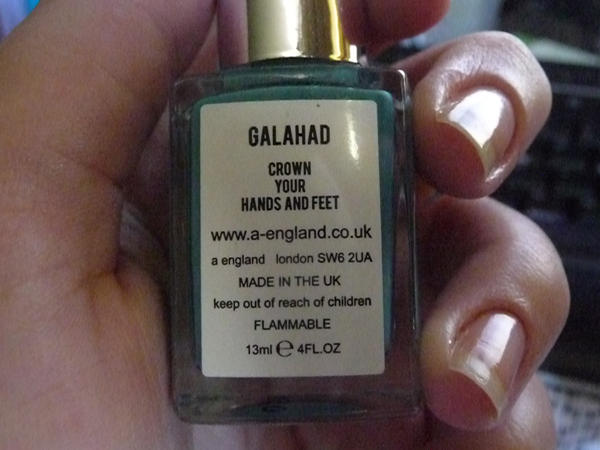 GALAHAD
CROWN
YOUR
HANDS AND FEET
www.a-england.co.uk
a england london SW6 2UA
MADE IN THE UK
keep out of reach of children
FLAMMABLE
13ml ℮ 4FL.OZ